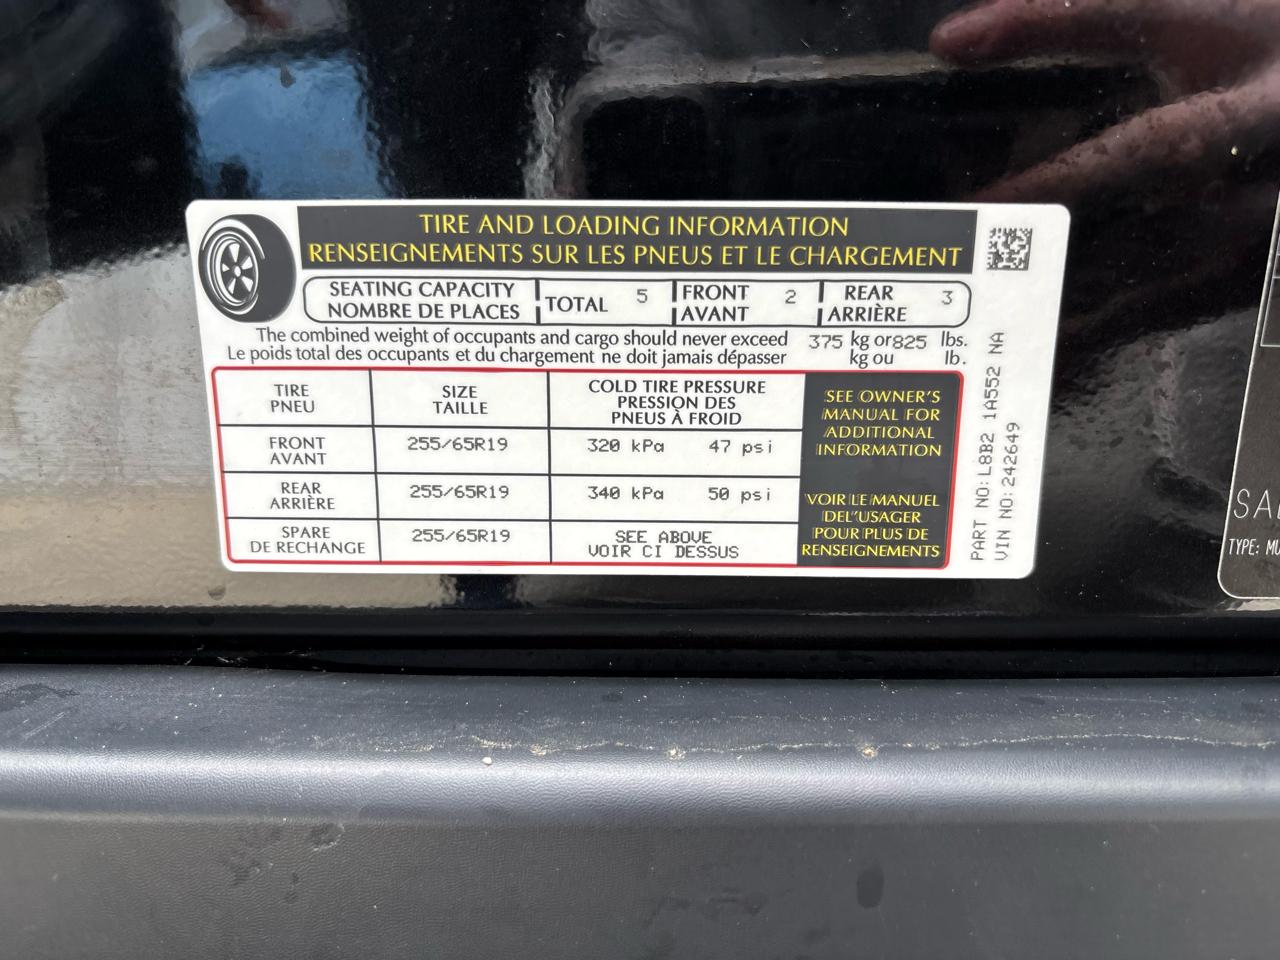 TIRE AND LOADING INFORMATION
RENSEIGNEMENTS SUR LES PNEUS ET LE CHARGEMENT
SEATING CAPACITY
NOMBRE DE PLACES
TOTAL 5
FRONT
AVANT
2
REAR
ARRIÈRE
3
The combined weight of occupants and cargo should never exceed 375 kg or 825 lbs.
Le poids total des occupants et du chargement ne doit jamais dépasser kg ou lb.
TIRE
PNEU
SIZE
TAILLE
COLD TIRE PRESSURE
PRESSION DES
PNEUS À FROID
FRONT
AVANT
255/65R19
320 kPa 47 psi
REAR
ARRIÈRE
255/65R19
340 kPa 50 psi
SPARE
DE RECHANGE
255/65R19
SEE ABOVE
VOIR CI DESSUS
SEE OWNER'S
MANUAL FOR
ADDITIONAL
INFORMATION
VOIR LE MANUEL
DEL'USAGER
POUR PLUS DE
RENSEIGNEMENTS
PART NO: L8B2 1A552 NA
VIN NO: 242649
TYPE: